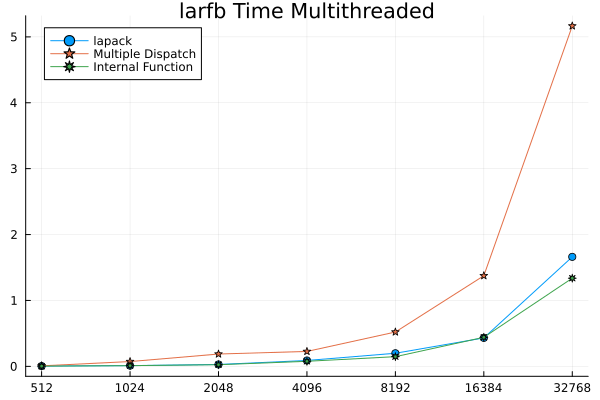 larfb Time Multithreaded
lapack
Multiple Dispatch
Internal Function
5
4
3
2
1
0
512 1024 2048 4096 8192 16384 32768